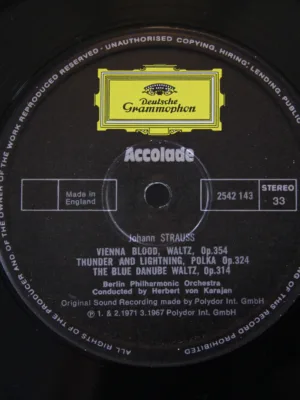 UNAUTHORISED COPYING, HIRING, LENDING, PUBLIC
OF THE OWNER OF THE WORK REPRODUCED RESERVED
Deutsche
Grammophon
Accolade
Made in
England
2542 143
STEREO
33
Johann STRAUSS
VIENNA BLOOD, WALTZ, Op.354
THUNDER AND LIGHTNING, POLKA Op.324
THE BLUE DANUBE WALTZ, Op.314
Berlin Philharmonic Orchestra
Conducted by Herbert von Karajan
Original Sound Recording made by Polydor Int. GmbH
℗ 1. & 2.1971 3.1967 Polydor Int. GmbH
ALL RIGHTS OF THE PRODUCER AND
OF THIS RECORD PROHIBITED.